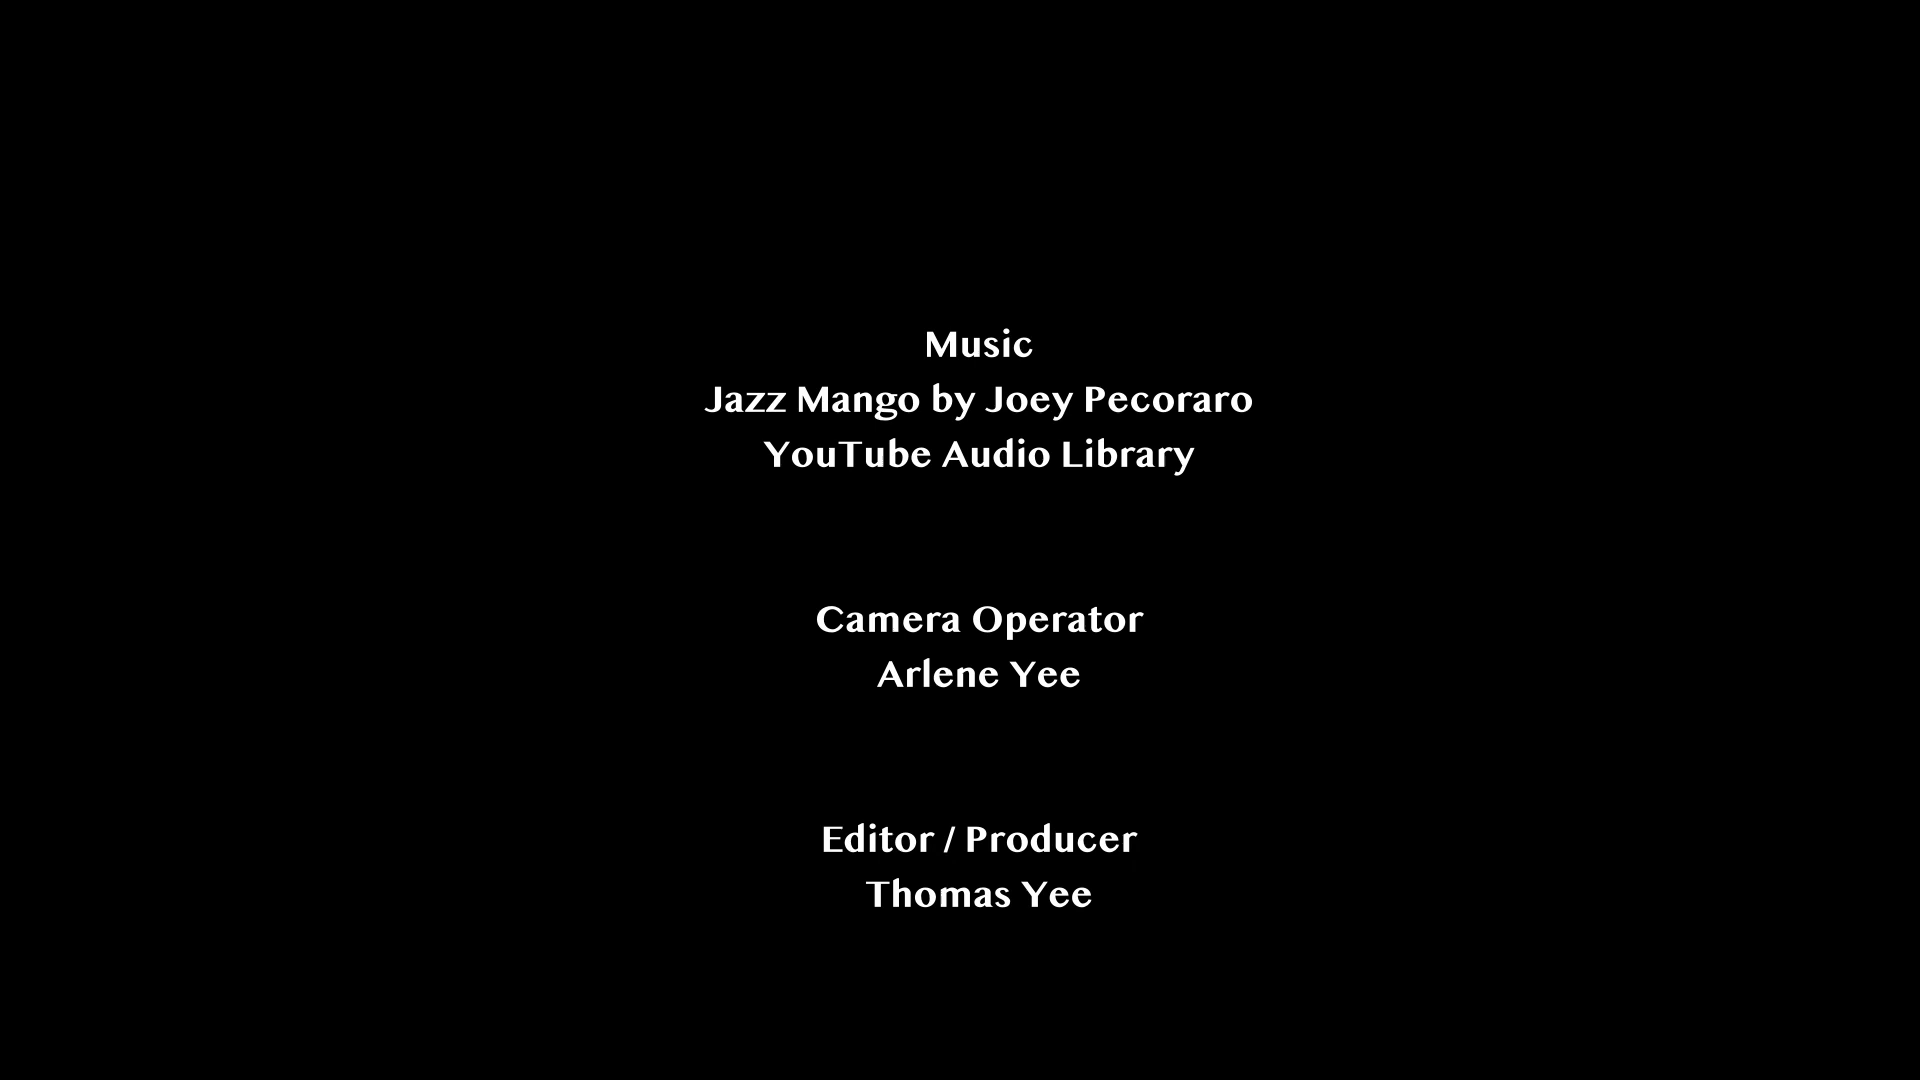 Music
Jazz Mango by Joey Pecoraro
YouTube Audio Library
Camera Operator
Arlene Yee
Editor / Producer
Thomas Yee